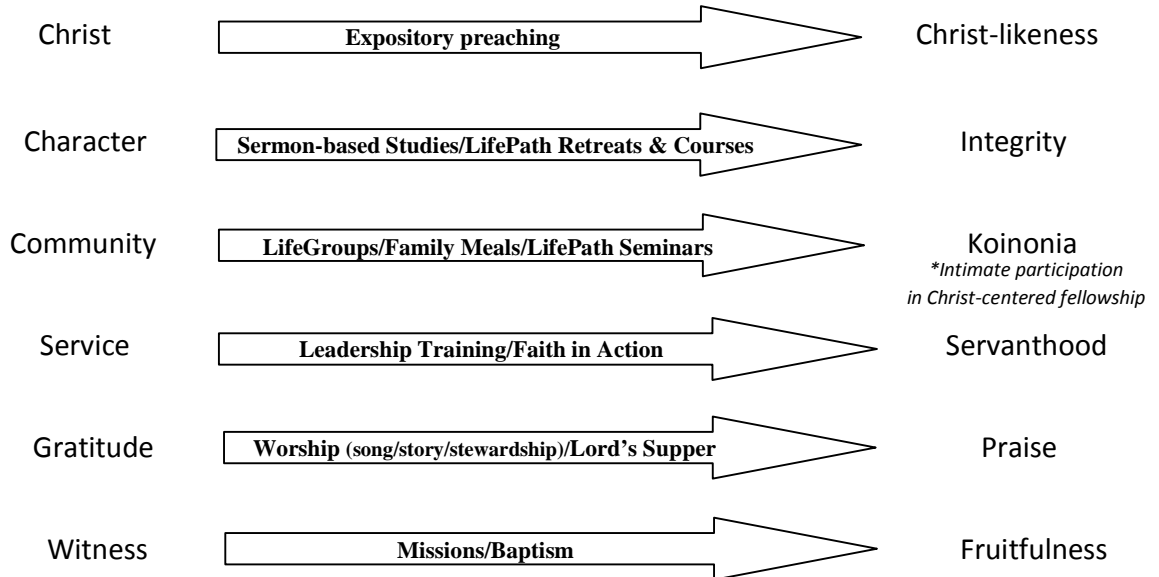 Christ Expository preaching Christ-likeness
Character Sermon-based Studies/LifePath Retreats & Courses Integrity
Community LifeGroups/Family Meals/LifePath Seminars Koinonia
*Intimate participation
in Christ-centered fellowship
Service Leadership Training/Faith in Action Servanthood
Gratitude Worship (song/story/stewardship)/Lord’s Supper Praise
Witness Missions/Baptism Fruitfulness